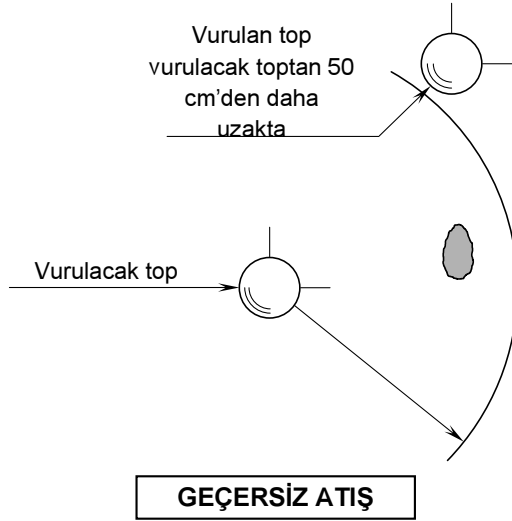 Vurulan top
vurulacak toptan 50
cm'den daha
uzakta
Vurulacak top
GEÇERSİZ ATIŞ